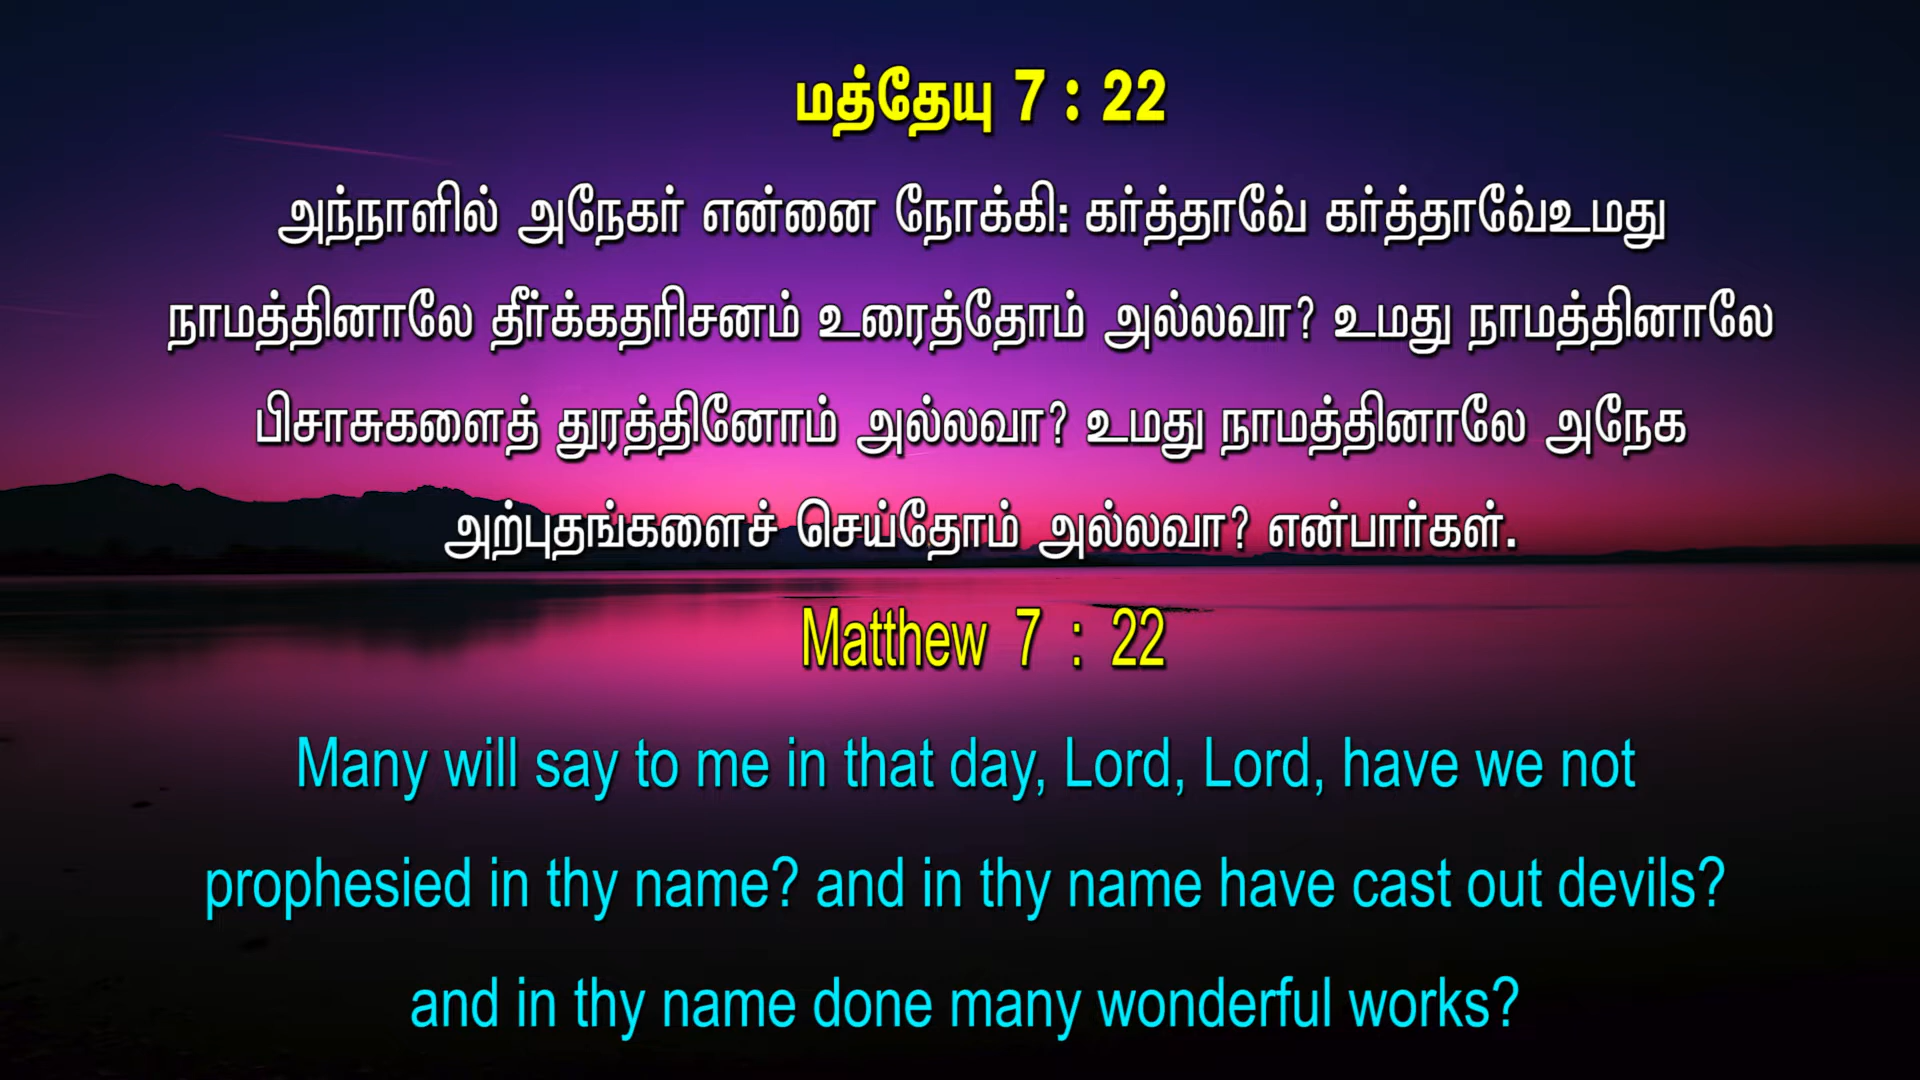 மத்தேயு 7 : 22
அந்நாளில் அநேகர் என்னை நோக்கி: கர்த்தாவே கர்த்தாவேஉமது
நாமத்தினாலே தீர்க்கதரிசனம் உரைத்தோம் அல்லவா? உமது நாமத்தினாலே
பிசாசுகளைத் துரத்தினோம் அல்லவா? உமது நாமத்தினாலே அநேக
அற்புதங்களைச் செய்தோம் அல்லவா? என்பார்கள்.
Matthew 7 : 22
Many will say to me in that day, Lord, Lord, have we not
prophesied in thy name? and in thy name have cast out devils?
and in thy name done many wonderful works?